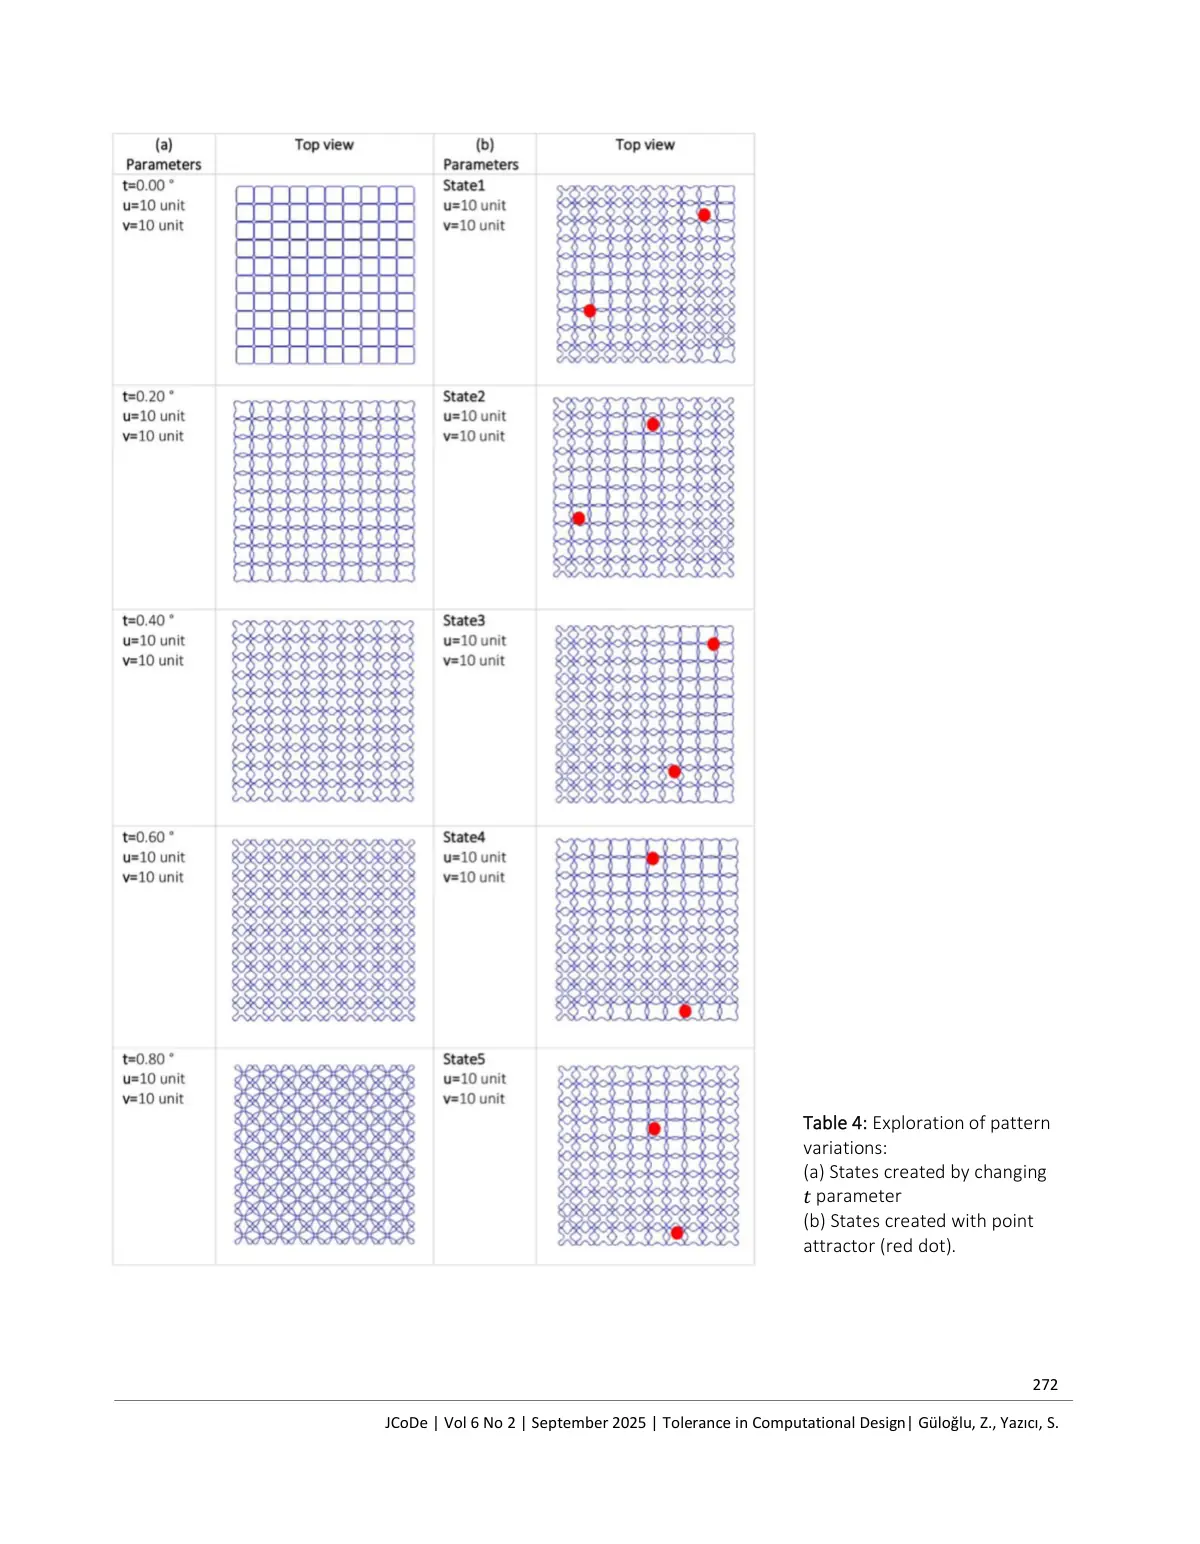 (a)
Parameters
Top view
(b)
Parameters
Top view
t=0.00 °
u=10 unit
v=10 unit
State1
u=10 unit
v=10 unit
t=0.20 °
u=10 unit
v=10 unit
State2
u=10 unit
v=10 unit
t=0.40 °
u=10 unit
v=10 unit
State3
u=10 unit
v=10 unit
t=0.60 °
u=10 unit
v=10 unit
State4
u=10 unit
v=10 unit
t=0.80 °
u=10 unit
v=10 unit
State5
u=10 unit
v=10 unit
Table 4: Exploration of pattern
variations:
(a) States created by changing
t parameter
(b) States created with point
attractor (red dot).
272
JCoDe | Vol 6 No 2 | September 2025 | Tolerance in Computational Design| Güloğlu, Z., Yazıcı, S.